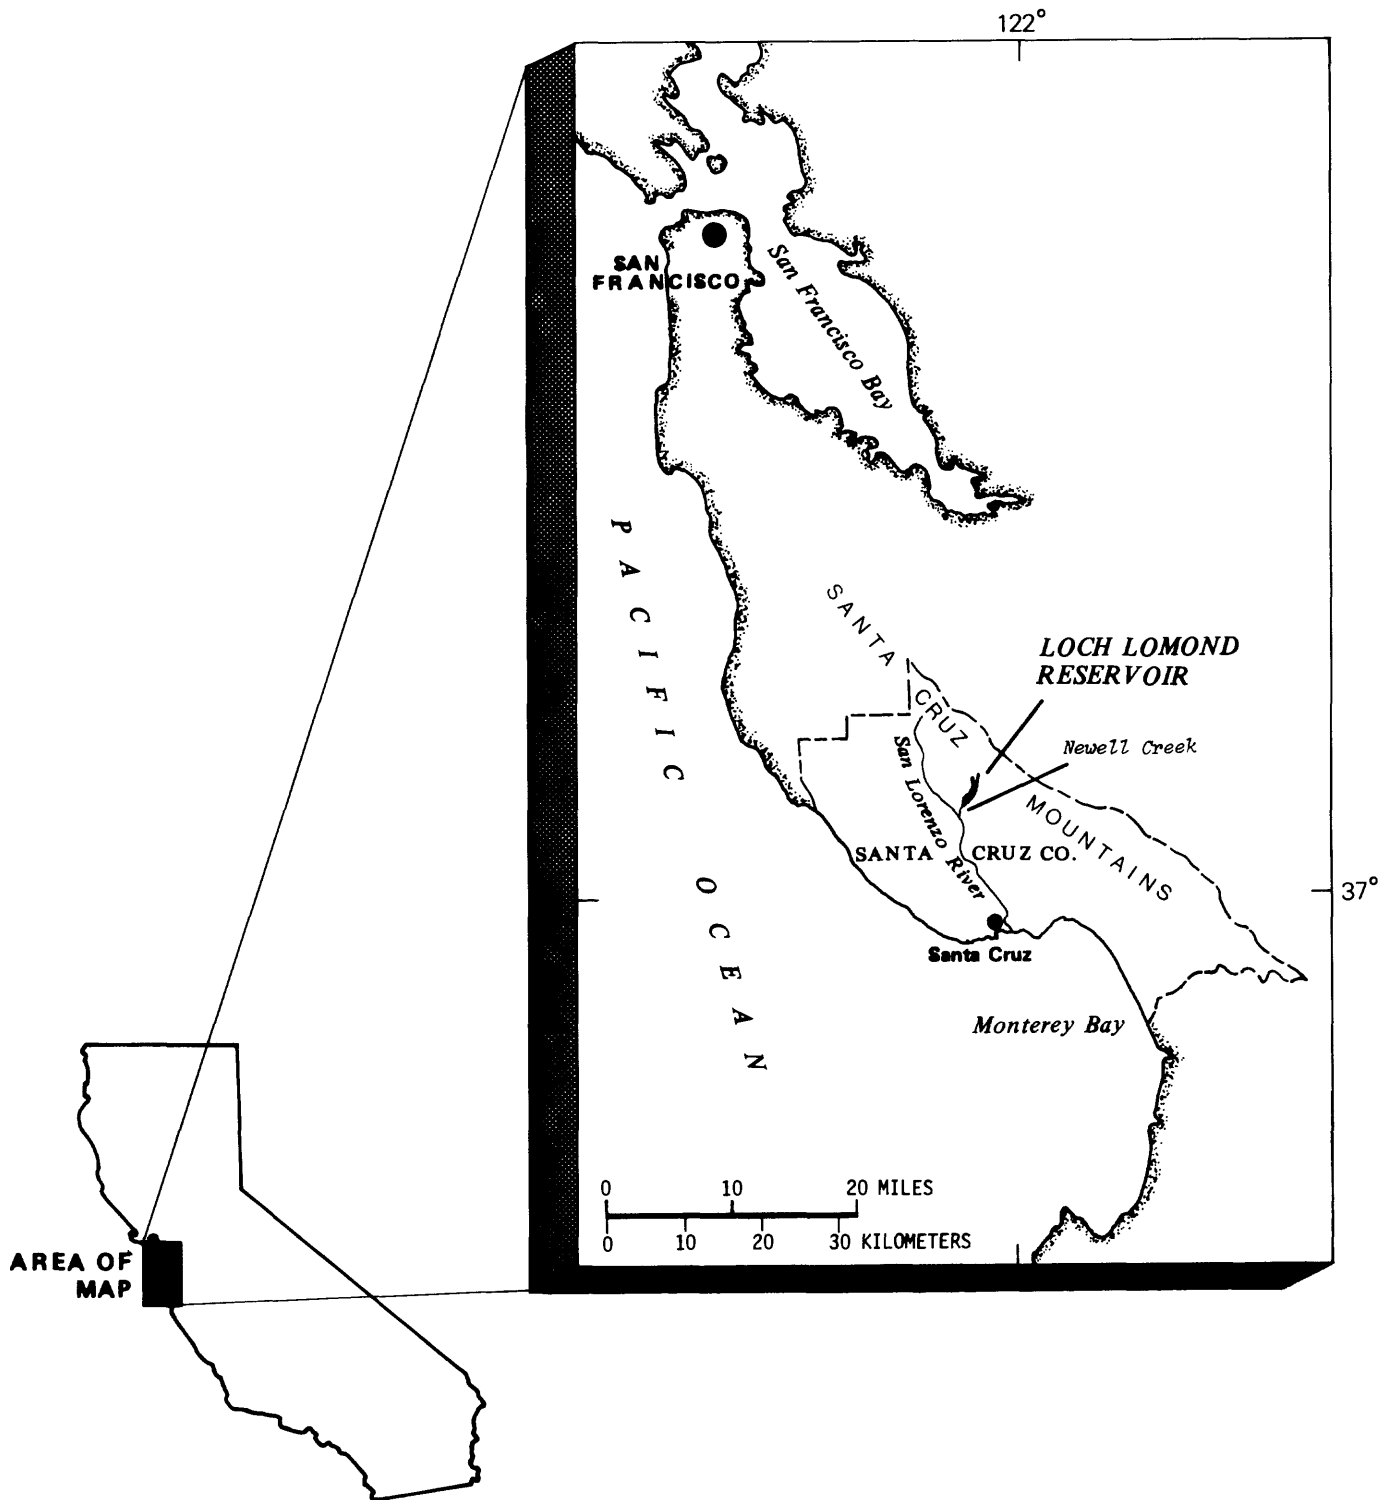 122°
SAN
FRANCISCO
San Francisco Bay
PACIFIC OCEAN
SANTA CRUZ MOUNTAINS
LOCH LOMOND
RESERVOIR
Newell Creek
San Lorenzo River
SANTA CRUZ CO.
37°
Santa Cruz
Monterey Bay
0 10 20 MILES
0 10 20 30 KILOMETERS
AREA OF
MAP